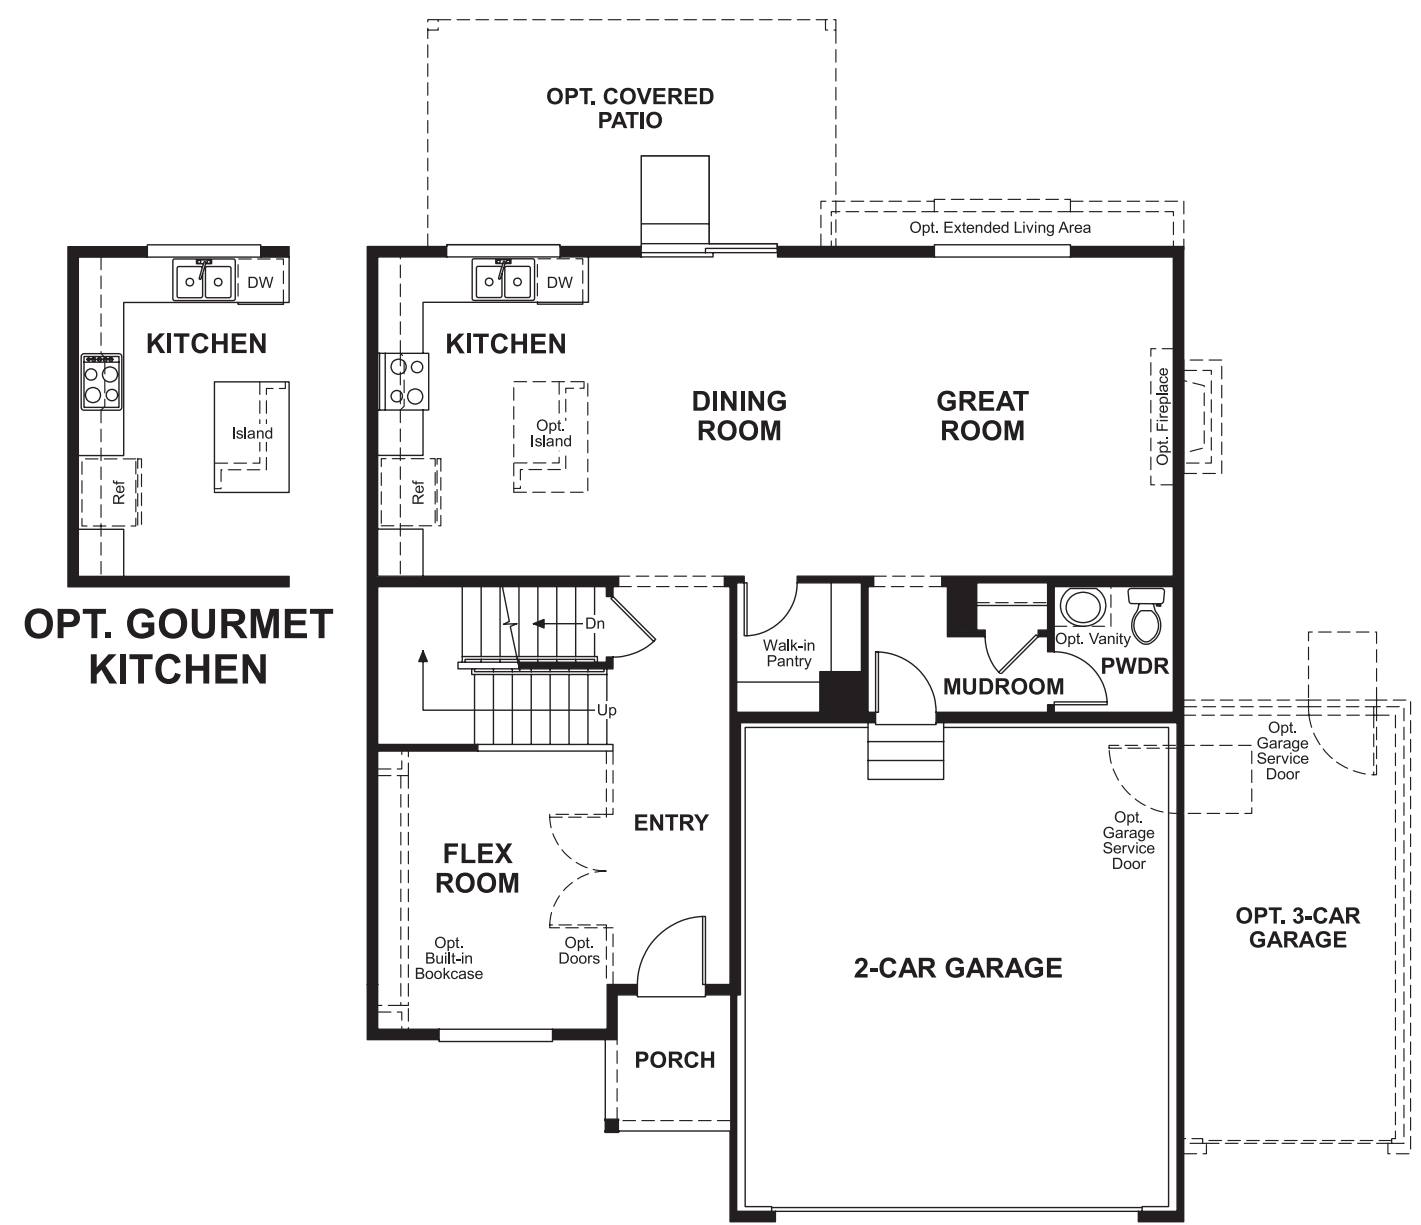 OPT. COVERED
PATIO
Opt. Extended Living Area
DW
KITCHEN
Island
Ref
OPT. GOURMET
KITCHEN
DW
KITCHEN
Opt.
Island
Ref
DINING
ROOM
GREAT
ROOM
Opt. Fireplace
Dn
Up
Walk-in
Pantry
MUDROOM
Opt. Vanity
PWDR
Opt.
Garage
Service
Door
Opt.
Garage
Service
Door
ENTRY
FLEX
ROOM
Opt.
Built-in
Bookcase
Opt.
Doors
2-CAR GARAGE
OPT. 3-CAR
GARAGE
PORCH